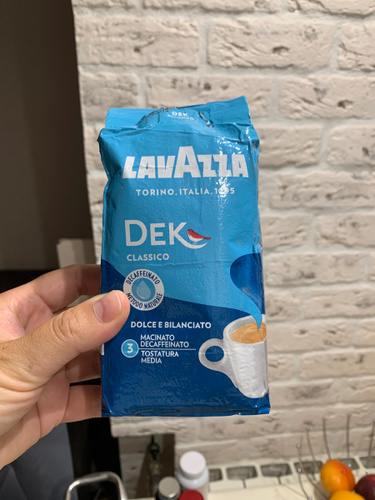 DEK
LAVAZZA
TORINO, ITALIA, 1895
DEK
CLASSICO
DECAFFEINATO
METODO NATURALE
DOLCE E BILANCIATO
3
MACINATO
DECAFFEINATO
TOSTATURA
MEDIA